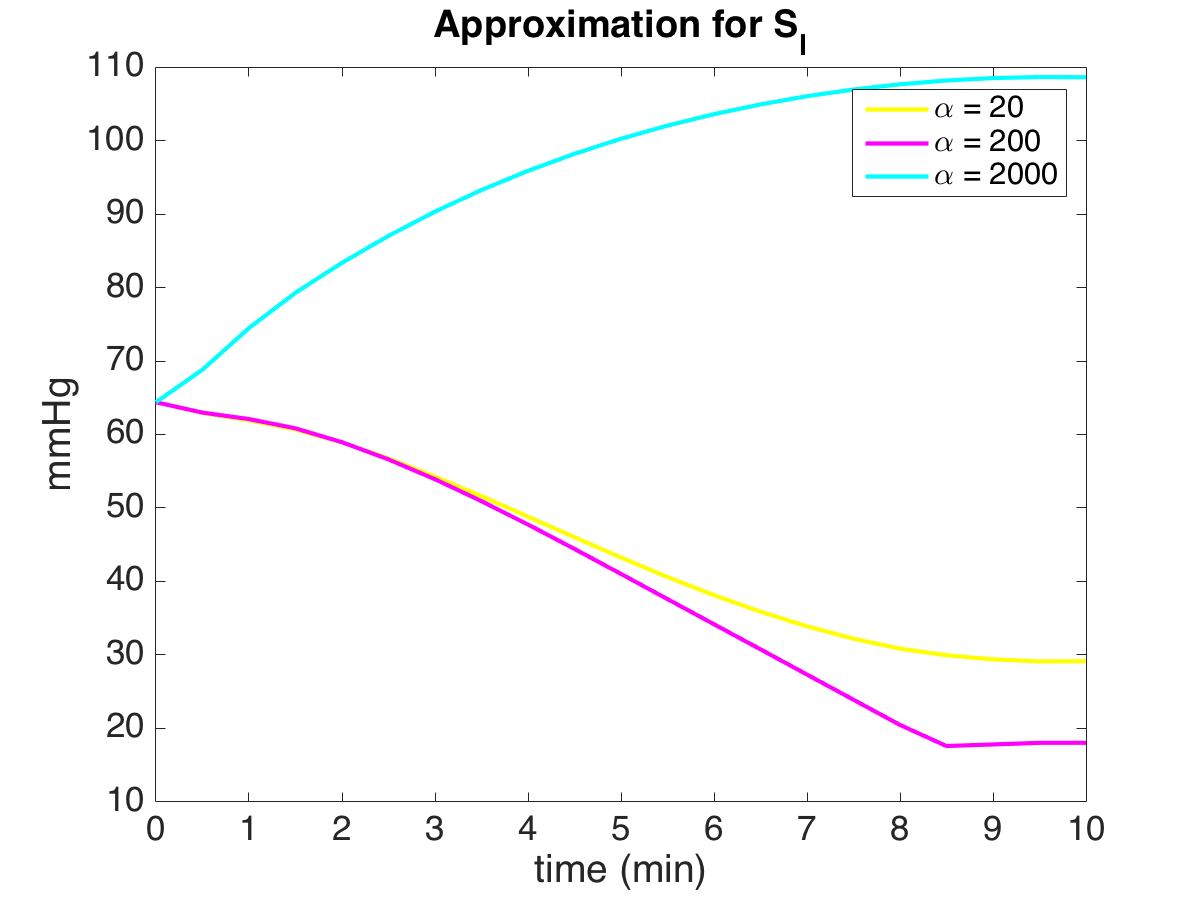 Approximation for S_l
110
100
90
80
70
60
50
40
30
20
10
mmHg
α = 20
α = 200
α = 2000
0 1 2 3 4 5 6 7 8 9 10
time (min)